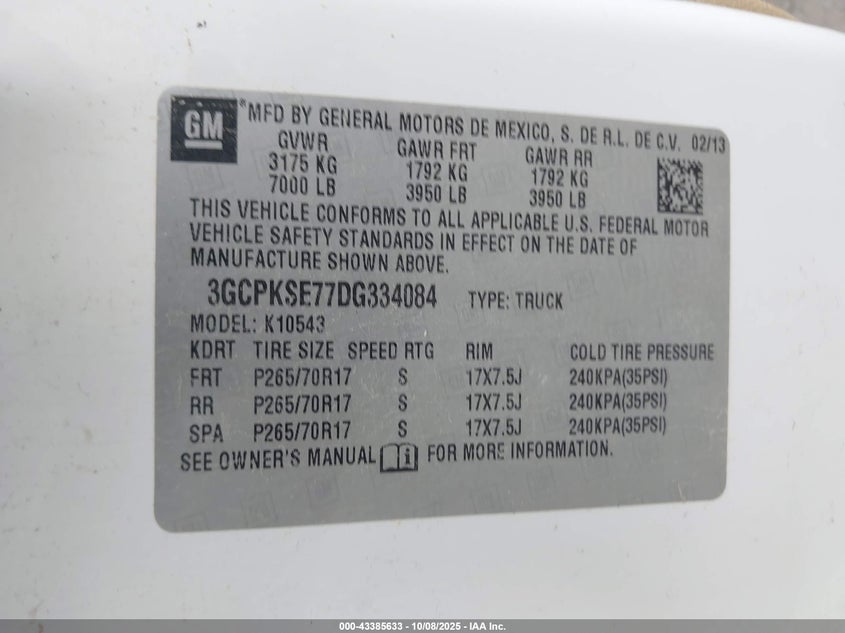 GM
*MFD BY GENERAL MOTORS DE MEXICO, S. DE R.L. DE C.V. 02/13
GVWR GAWR FRT GAWR RR
3175 KG 1792 KG 1792 KG
7000 LB 3950 LB 3950 LB
THIS VEHICLE CONFORMS TO ALL APPLICABLE U.S. FEDERAL MOTOR
VEHICLE SAFETY STANDARDS IN EFFECT ON THE DATE OF
MANUFACTURE SHOWN ABOVE.
3GCPKSE77DG334084 TYPE: TRUCK
MODEL: K10543
KDRT TIRE SIZE SPEED RTG RIM COLD TIRE PRESSURE
FRT P265/70R17 S 17X7.5J 240KPA(35PSI)
RR P265/70R17 S 17X7.5J 240KPA(35PSI)
SPA P265/70R17 S 17X7.5J 240KPA(35PSI)
SEE OWNER'S MANUAL i FOR MORE INFORMATION.
000-43385633 - 10/08/2025 - IAA Inc.